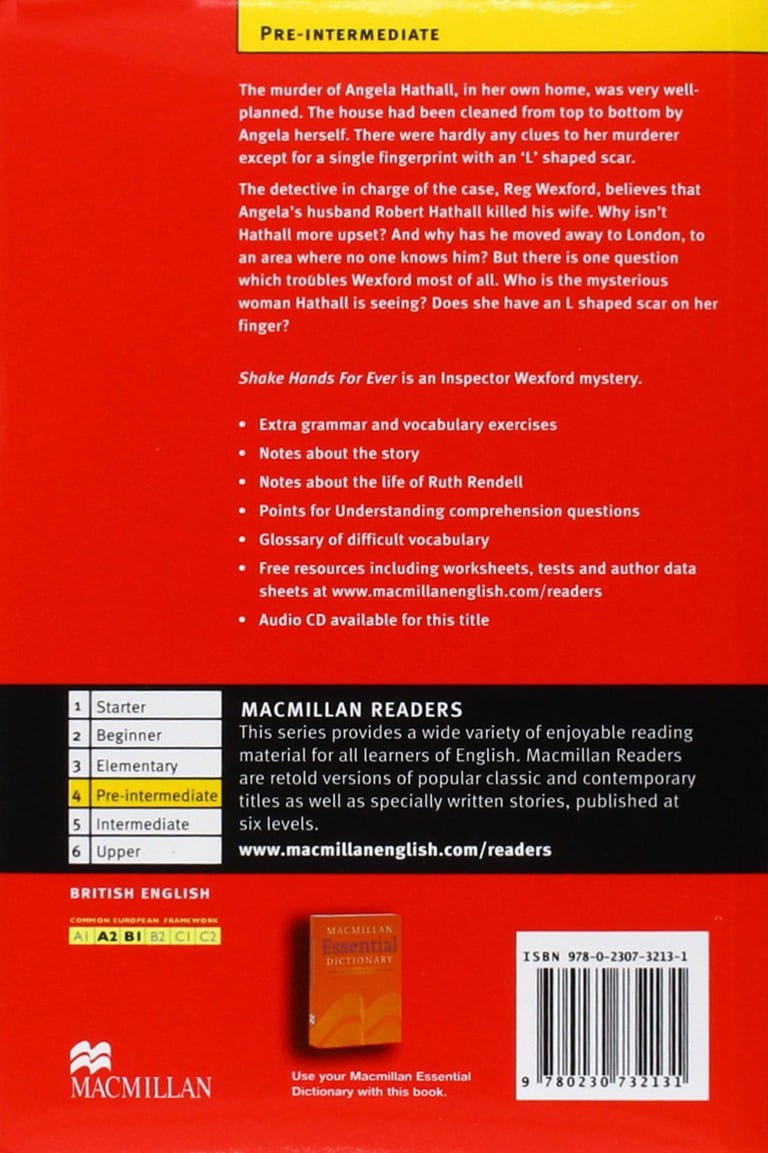 PRE-INTERMEDIATE
The murder of Angela Hathall, in her own home, was very well-
planned. The house had been cleaned from top to bottom by
Angela herself. There were hardly any clues to her murderer
except for a single fingerprint with an ‘L’ shaped scar.
The detective in charge of the case, Reg Wexford, believes that
Angela’s husband Robert Hathall killed his wife. Why isn’t
Hathall more upset? And why has he moved away to London, to
an area where no one knows him? But there is one question
which troubles Wexford most of all. Who is the mysterious
woman Hathall is seeing? Does she have an L shaped scar on her
finger?
Shake Hands For Ever is an Inspector Wexford mystery.
• Extra grammar and vocabulary exercises
• Notes about the story
• Notes about the life of Ruth Rendell
• Points for Understanding comprehension questions
• Glossary of difficult vocabulary
• Free resources including worksheets, tests and author data
sheets at www.macmillanenglish.com/readers
• Audio CD available for this title
1 Starter
2 Beginner
3 Elementary
4 Pre-intermediate
5 Intermediate
6 Upper
MACMILLAN READERS
This series provides a wide variety of enjoyable reading
material for all learners of English. Macmillan Readers
are retold versions of popular classic and contemporary
titles as well as specially written stories, published at
six levels.
www.macmillanenglish.com/readers
BRITISH ENGLISH
COMMON EUROPEAN FRAMEWORK
A1 A2 B1 B2 C1 C2
MACMILLAN
Essential
DICTIONARY
Use your Macmillan Essential
Dictionary with this book.
MACMILLAN
ISBN 978-0-2307-3213-1
9 780230 732131